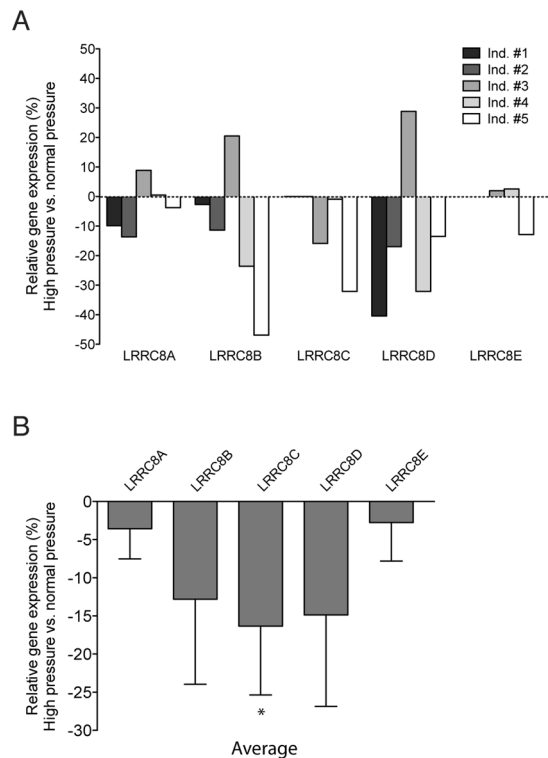 A
Relative gene expression (%)
High pressure vs. normal pressure
50
40
30
20
10
0
-10
-20
-30
-40
-50
Ind. #1
Ind. #2
Ind. #3
Ind. #4
Ind. #5
LRRC8A LRRC8B LRRC8C LRRC8D LRRC8E
B
LRRC8A LRRC8B LRRC8C LRRC8D LRRC8E
Relative gene expression (%)
High pressure vs. normal pressure
0
-5
-10
-15
-20
-25
-30
*
Average